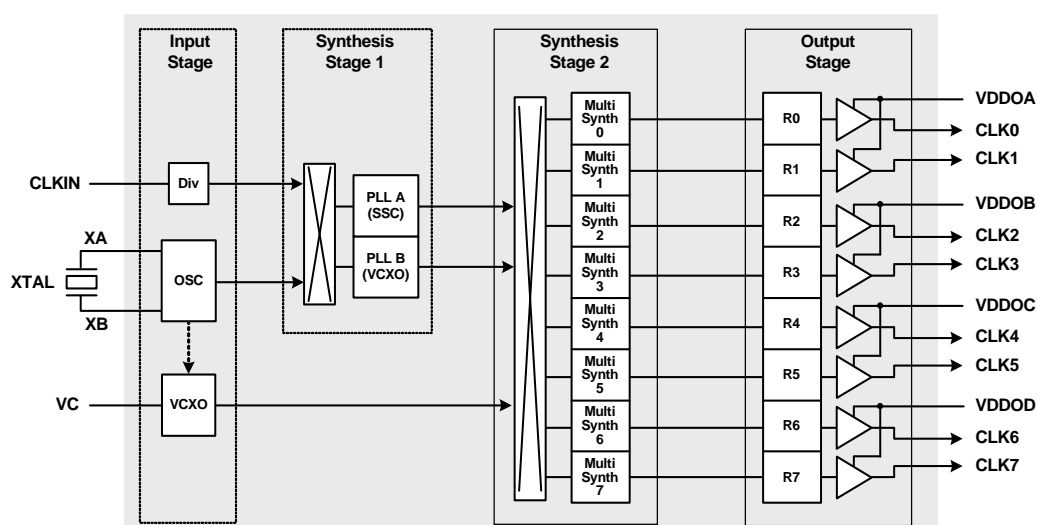 Input
Stage
Synthesis
Stage 1
Synthesis
Stage 2
Output
Stage
CLKIN
Div
XA
XTAL
XB
OSC
VC
VCXO
PLL A
(SSC)
PLL B
(VCXO)
Multi
Synth
0
Multi
Synth
1
Multi
Synth
2
Multi
Synth
3
Multi
Synth
4
Multi
Synth
5
Multi
Synth
6
Multi
Synth
7
R0
R1
R2
R3
R4
R5
R6
R7
VDDOA
CLK0
CLK1
VDDOB
CLK2
CLK3
VDDOC
CLK4
CLK5
VDDOD
CLK6
CLK7